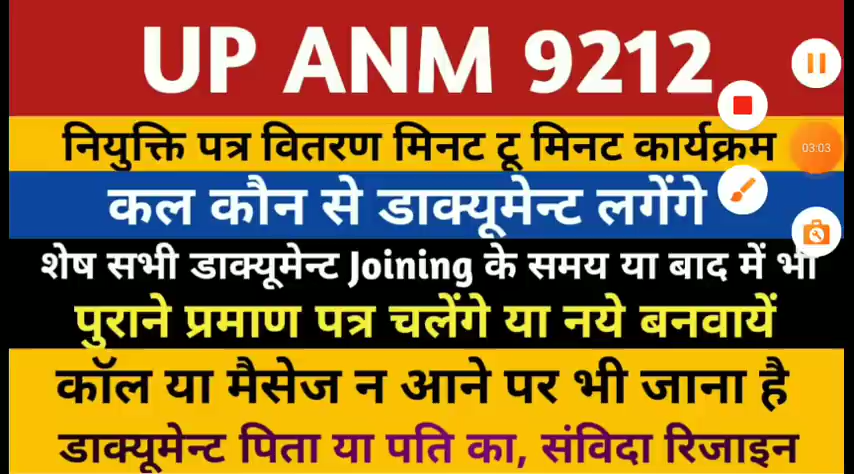 UP ANM 9212
नियुक्ति पत्र वितरण मिनट टू मिनट कार्यक्रम
03:03
कल कौन से डाक्यूमेन्ट लगेंगे
शेष सभी डाक्यूमेन्ट Joining के समय या बाद में भी
पुराने प्रमाण पत्र चलेंगे या नये बनवायें
कॉल या मैसेज न आने पर भी जाना है
डाक्यूमेन्ट पिता या पति का, संविदा रिजाइन